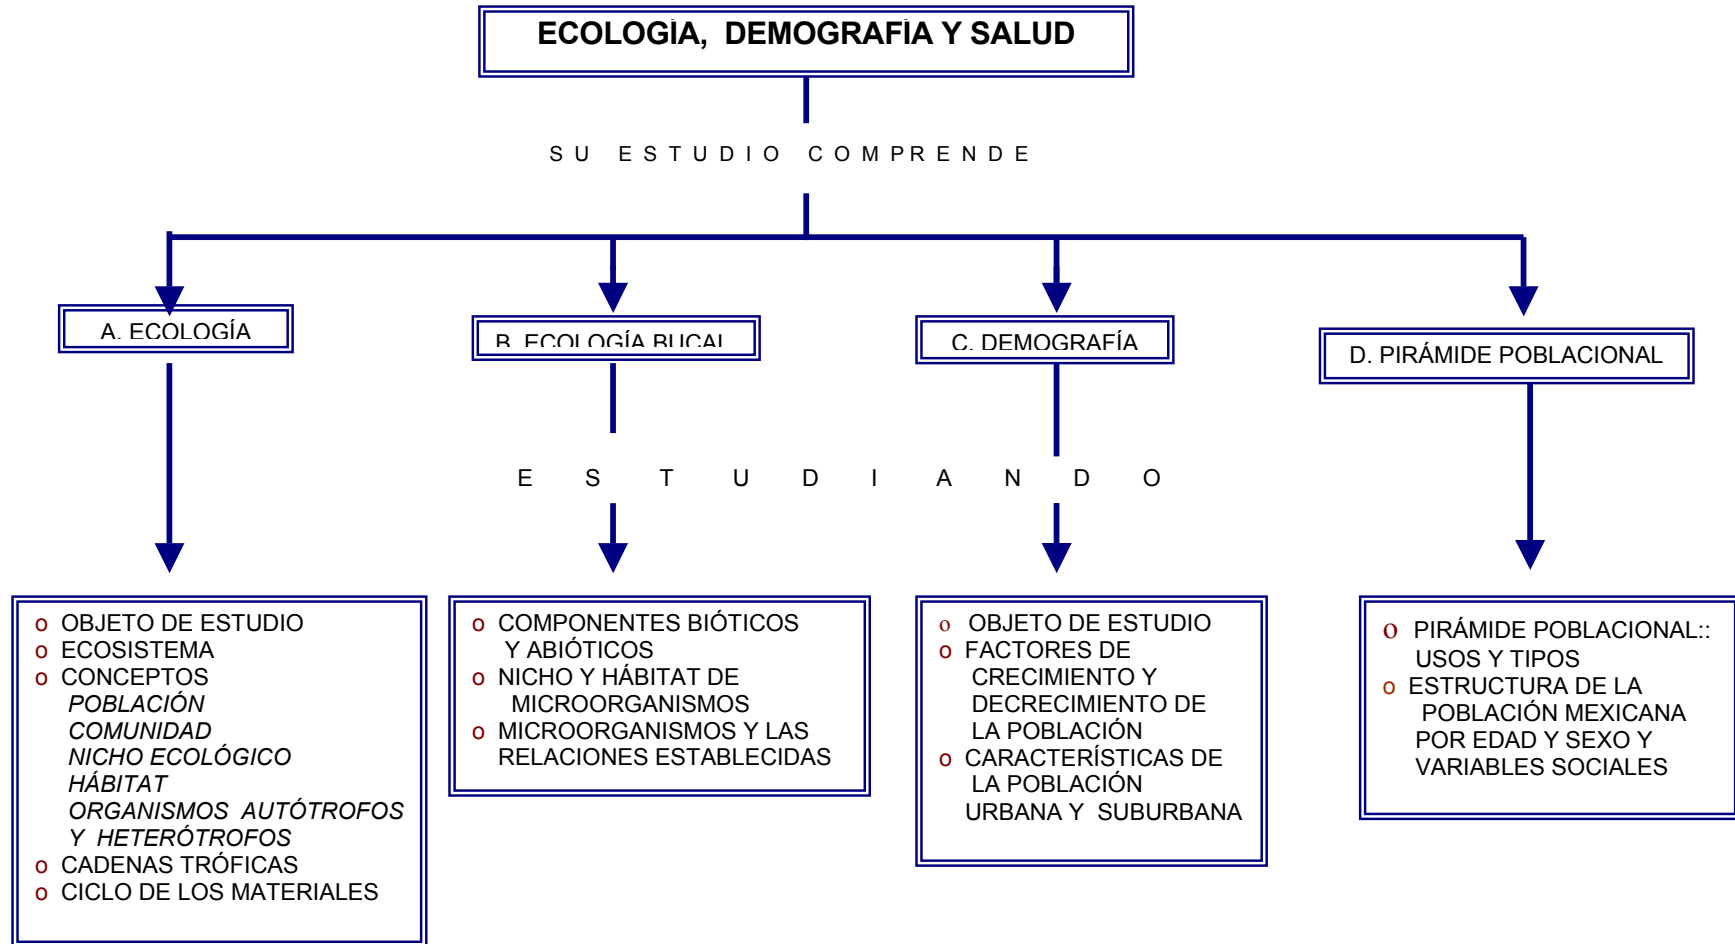 ECOLOGÍA, DEMOGRAFÍA Y SALUD
SU ESTUDIO COMPRENDE
A. ECOLOGÍA
B. ECOLOGÍA BUCAL
C. DEMOGRAFÍA
D. PIRÁMIDE POBLACIONAL
ESTUDIANDO
o OBJETO DE ESTUDIO
o ECOSISTEMA
o CONCEPTOS
POBLACIÓN
COMUNIDAD
NICHO ECOLÓGICO
HÁBITAT
ORGANISMOS AUTÓTROFOS
Y HETERÓTROFOS
o CADENAS TRÓFICAS
o CICLO DE LOS MATERIALES
o COMPONENTES BIÓTICOS
Y ABIÓTICOS
o NICHO Y HÁBITAT DE
MICROORGANISMOS
o MICROORGANISMOS Y LAS
RELACIONES ESTABLECIDAS
o OBJETO DE ESTUDIO
o FACTORES DE
CRECIMIENTO Y
DECRECIMIENTO DE
LA POBLACIÓN
o CARACTERÍSTICAS DE
LA POBLACIÓN
URBANA Y SUBURBANA
o PIRÁMIDE POBLACIONAL::
USOS Y TIPOS
o ESTRUCTURA DE LA
POBLACIÓN MEXICANA
POR EDAD Y SEXO Y
VARIABLES SOCIALES